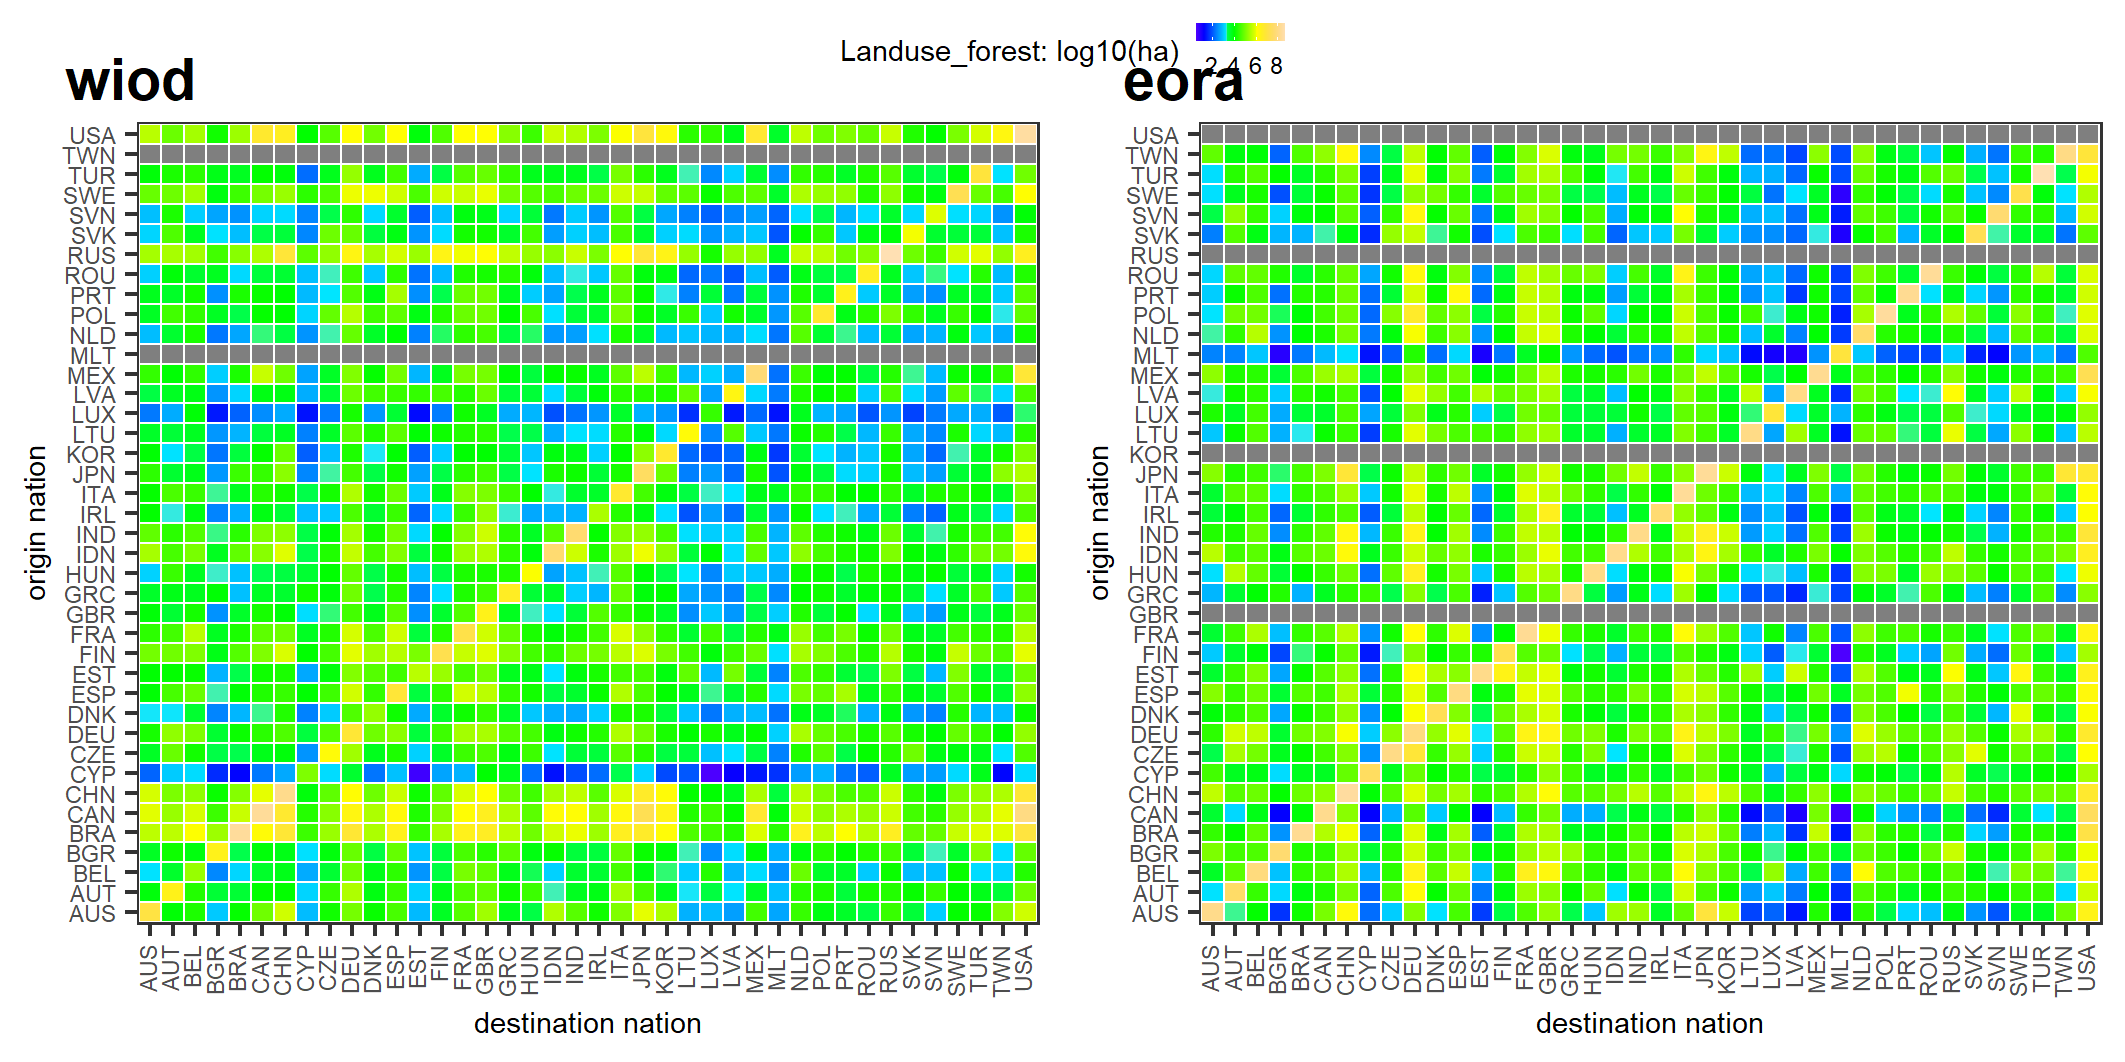 Landuse_forest: log10(ha)
2 4 6 8
wiod
eora
origin nation
USA
TWN
TUR
SWE
SVN
SVK
RUS
ROU
PRT
POL
NLD
MLT
MEX
LVA
LUX
LTU
KOR
JPN
ITA
IRL
IND
IDN
HUN
GRC
GBR
FRA
FIN
EST
ESP
DNK
DEU
CZE
CYP
CHN
CAN
BRA
BGR
BEL
AUT
AUS
AUS AUT BEL BGR BRA CAN CHN CYP CZE DEU DNK ESP EST FIN FRA GBR GRC HUN IDN IND IRL ITA JPN KOR LTU LUX LVA MEX MLT NLD POL PRT ROU RUS SVK SVN SWE TUR TWN USA
destination nation
origin nation
USA
TWN
TUR
SWE
SVN
SVK
RUS
ROU
PRT
POL
NLD
MLT
MEX
LVA
LUX
LTU
KOR
JPN
ITA
IRL
IND
IDN
HUN
GRC
GBR
FRA
FIN
EST
ESP
DNK
DEU
CZE
CYP
CHN
CAN
BRA
BGR
BEL
AUT
AUS
AUS AUT BEL BGR BRA CAN CHN CYP CZE DEU DNK ESP EST FIN FRA GBR GRC HUN IDN IND IRL ITA JPN KOR LTU LUX LVA MEX MLT NLD POL PRT ROU RUS SVK SVN SWE TUR TWN USA
destination nation